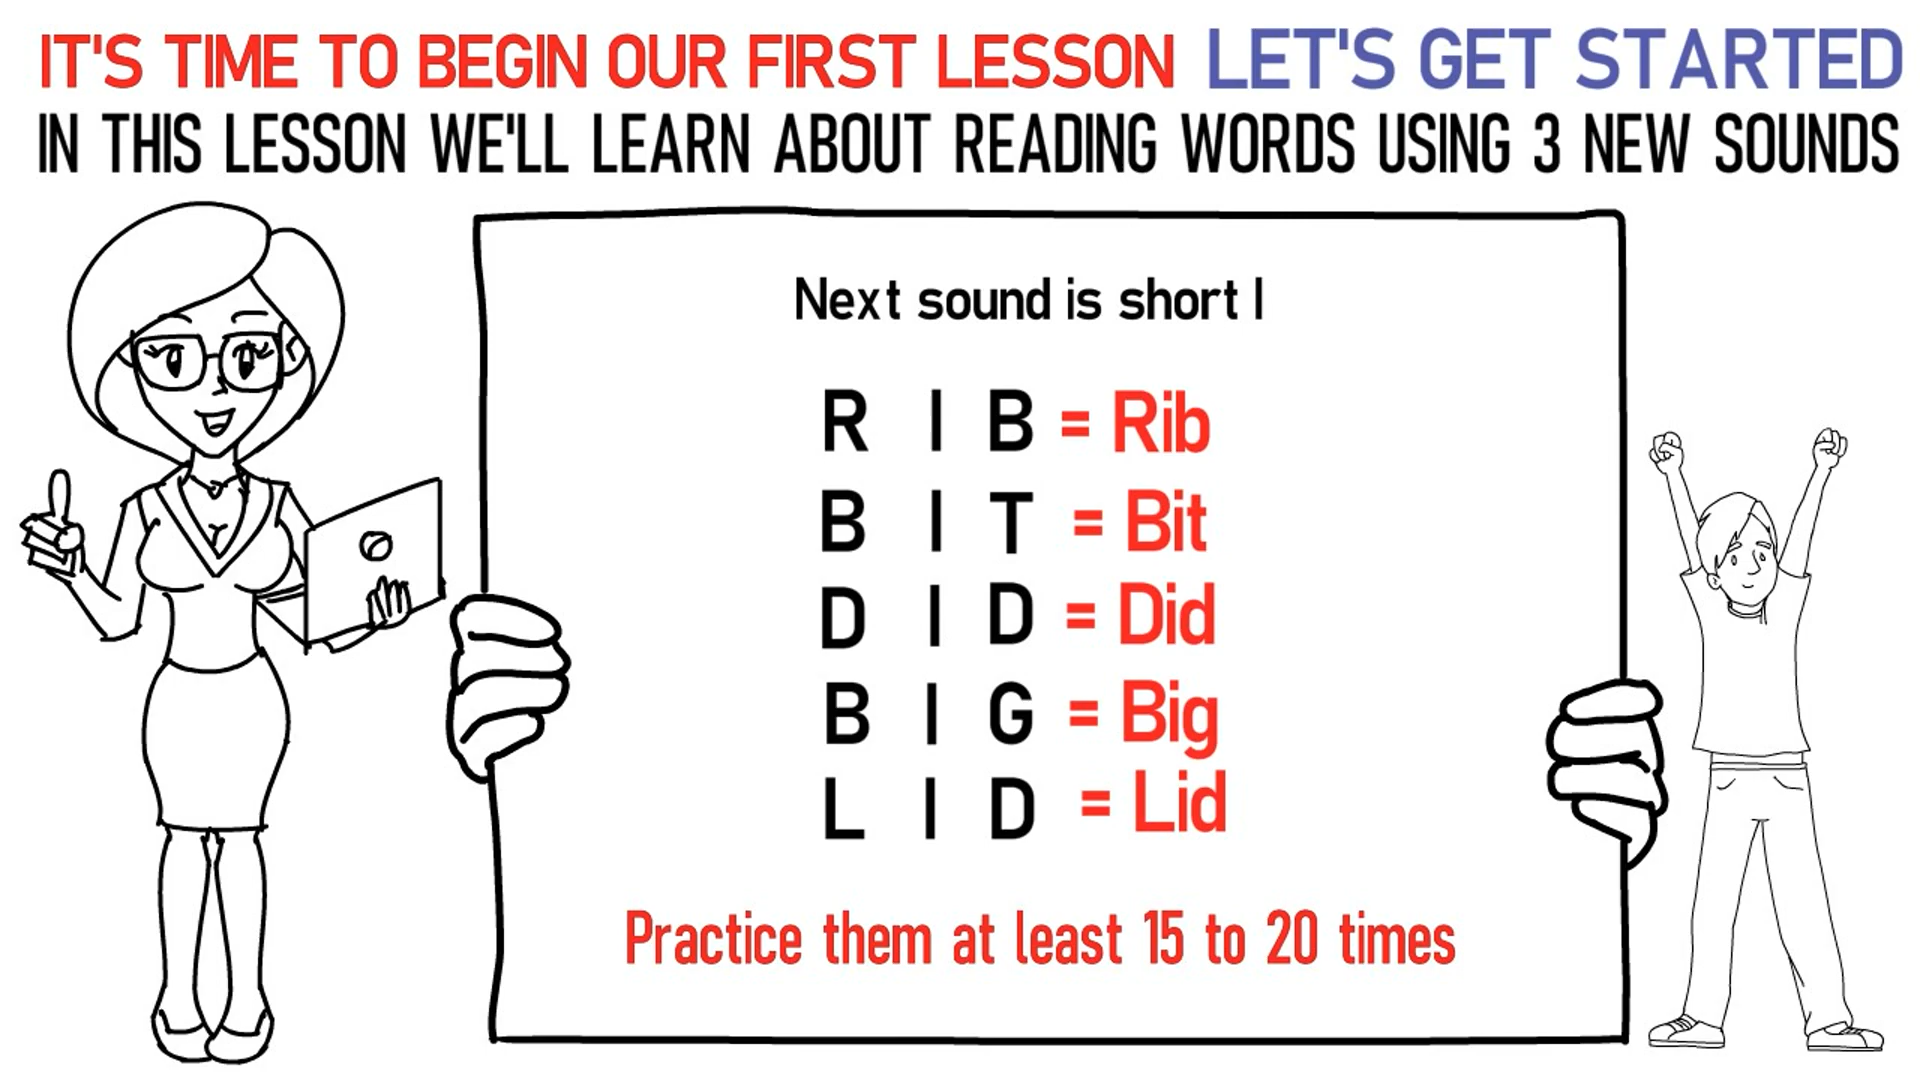 IT'S TIME TO BEGIN OUR FIRST LESSON LET'S GET STARTED
IN THIS LESSON WE'LL LEARN ABOUT READING WORDS USING 3 NEW SOUNDS
Next sound is short I
R I B = Rib
B I T = Bit
D I D = Did
B I G = Big
L I D = Lid
Practice them at least 15 to 20 times